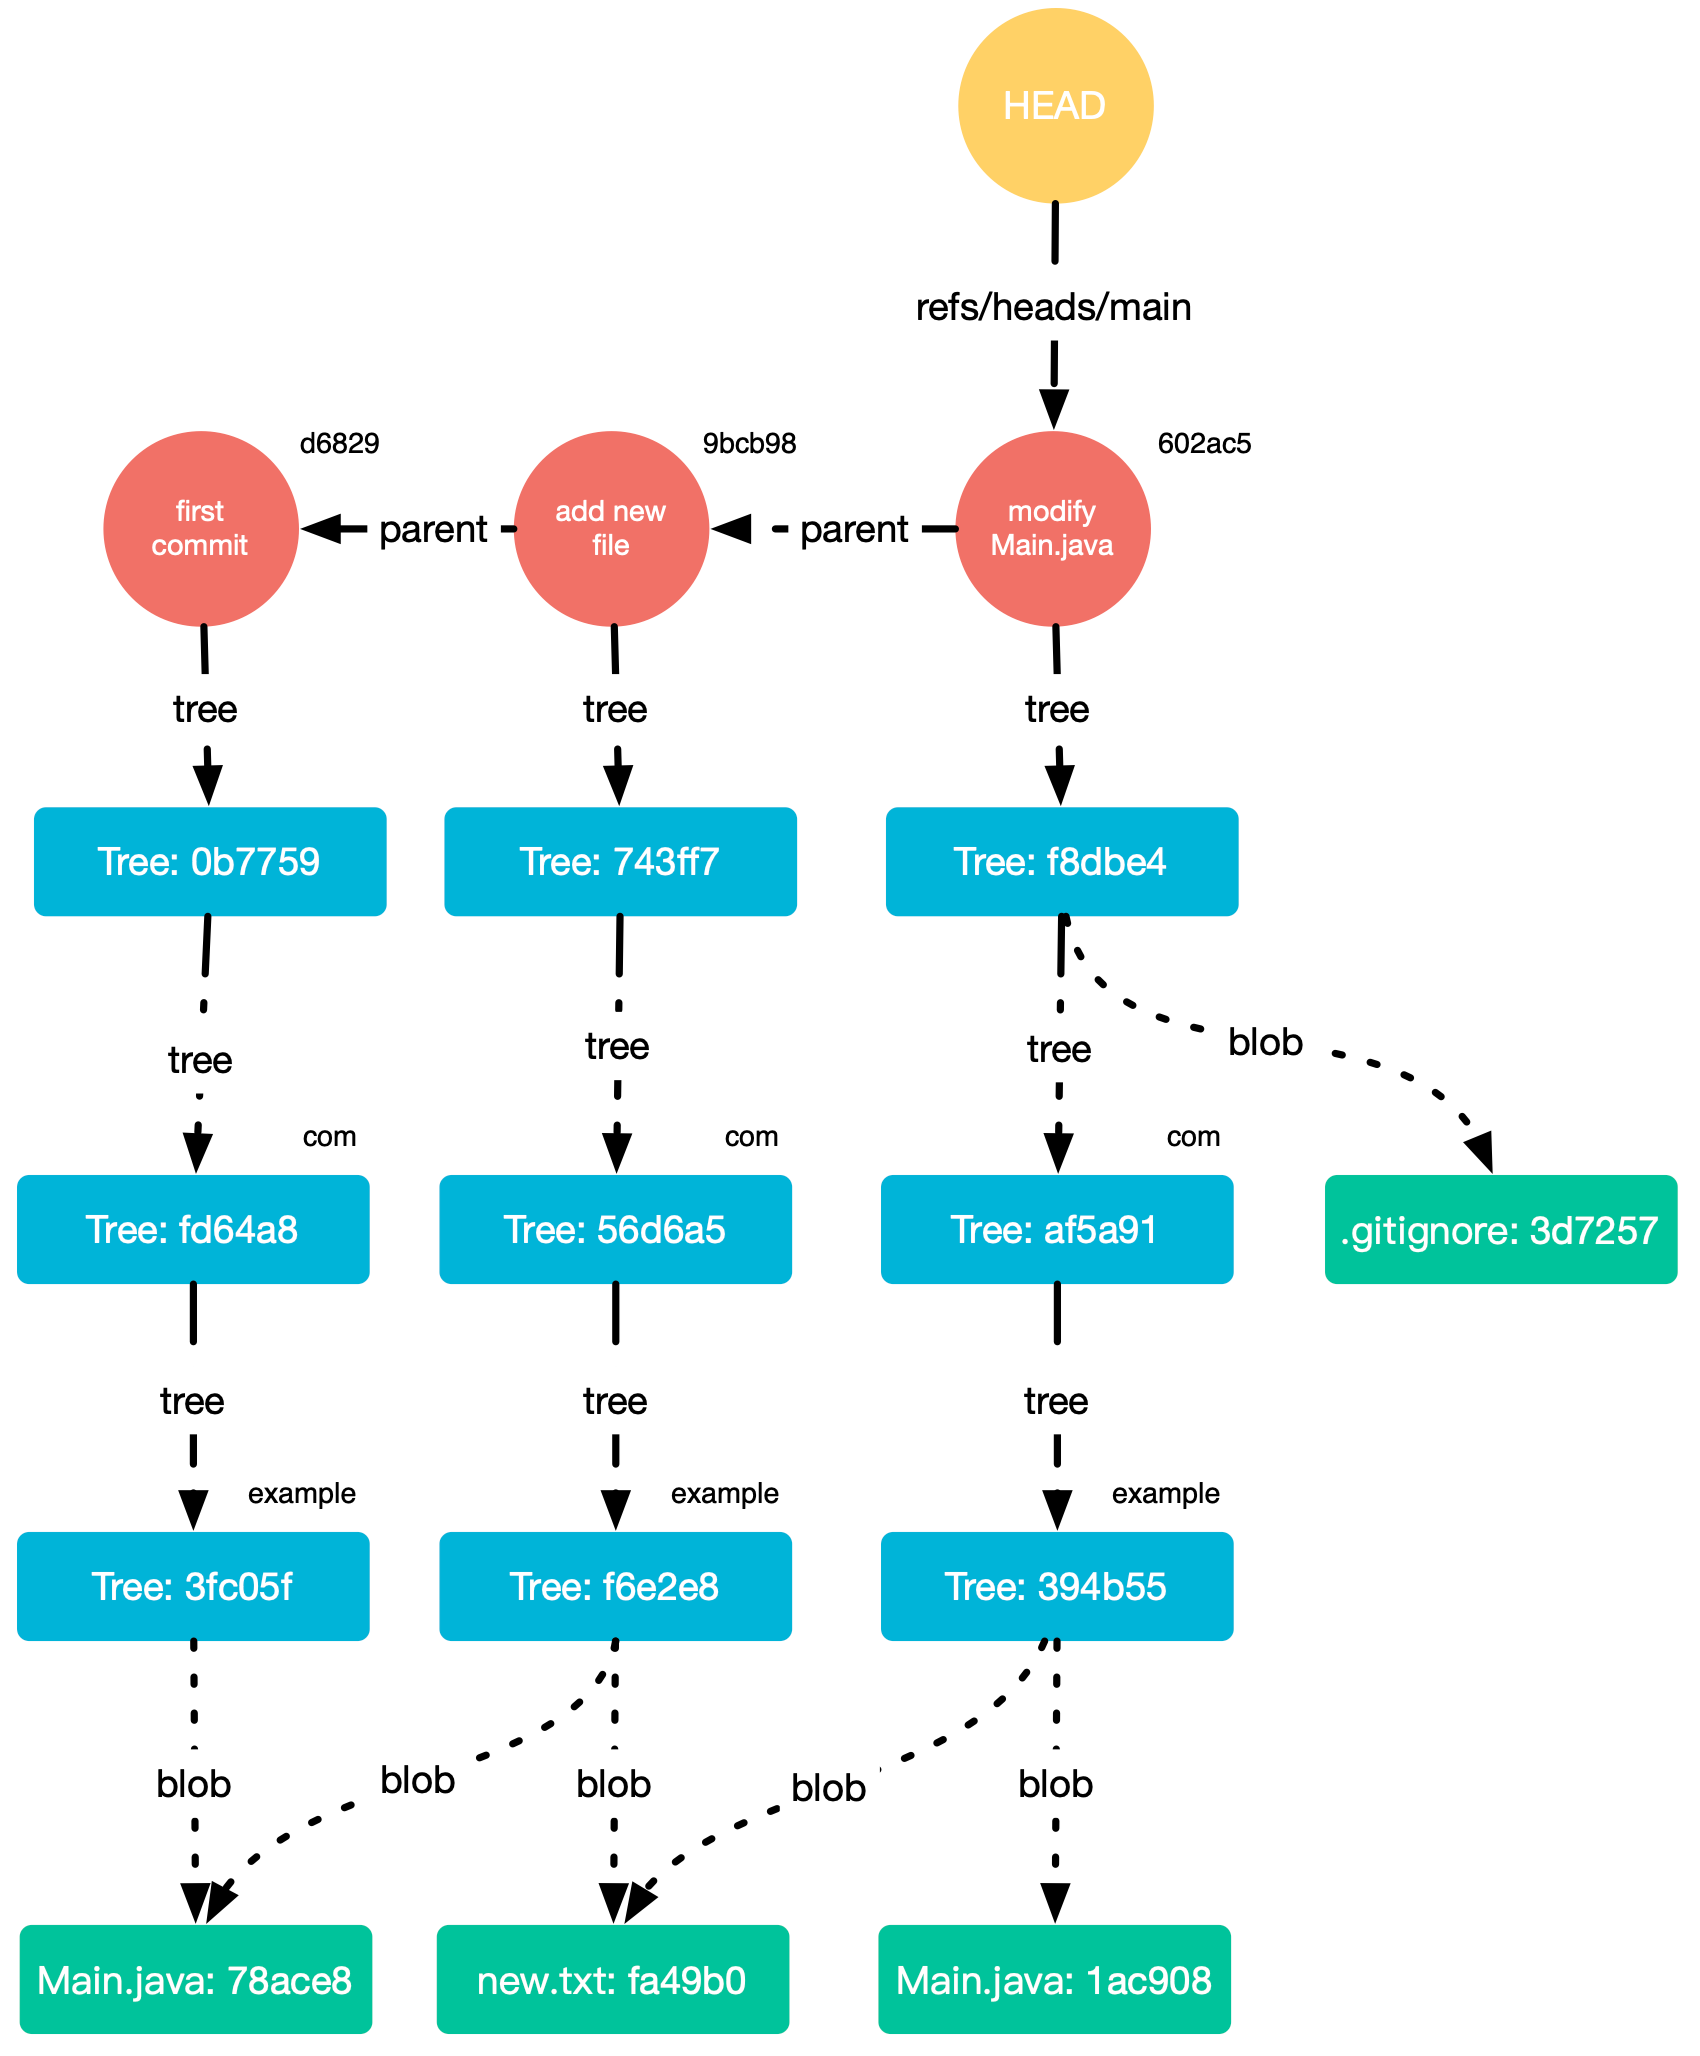 HEAD
refs/heads/main
d6829
9bcb98
602ac5
first
commit
parent
add new
file
parent
modify
Main.java
tree
tree
tree
Tree: 0b7759
Tree: 743ff7
Tree: f8dbe4
tree
tree
tree
blob
com
com
com
Tree: fd64a8
Tree: 56d6a5
Tree: af5a91
.gitignore: 3d7257
tree
tree
tree
example
example
example
Tree: 3fc05f
Tree: f6e2e8
Tree: 394b55
blob
blob
blob
blob
blob
Main.java: 78ace8
new.txt: fa49b0
Main.java: 1ac908